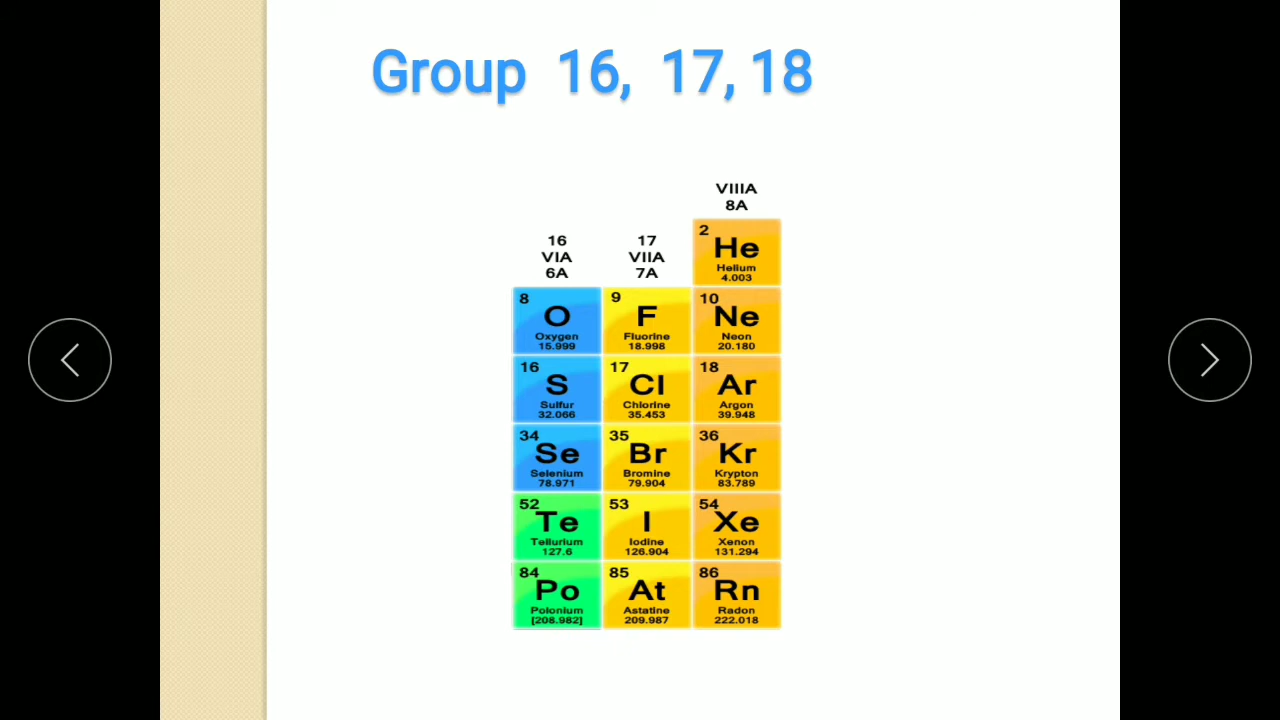 Group 16, 17, 18
VIIIA
8A
16
VIA
6A
17
VIIA
7A
2
He
Helium
4.003
8
O
Oxygen
15.999
9
F
Fluorine
18.998
10
Ne
Neon
20.180
16
S
Sulfur
32.066
17
Cl
Chlorine
35.453
18
Ar
Argon
39.948
34
Se
Selenium
78.971
35
Br
Bromine
79.904
36
Kr
Krypton
83.789
52
Te
Tellurium
127.6
53
I
Iodine
126.904
54
Xe
Xenon
131.294
84
Po
Polonium
[208.982]
85
At
Astatine
209.987
86
Rn
Radon
222.018